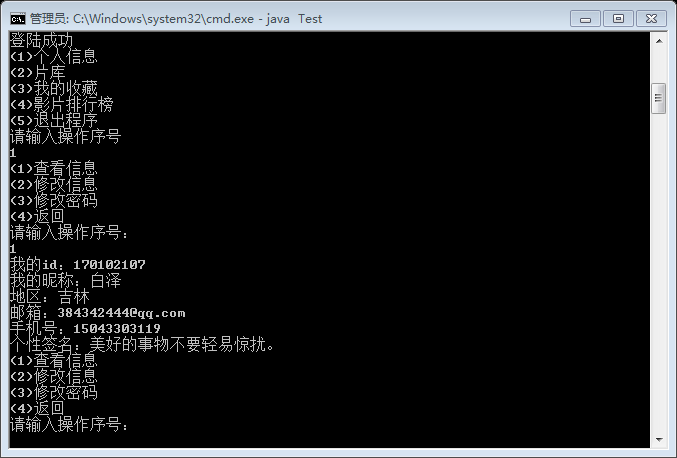 管理员: C:\Windows\system32\cmd.exe - java  Test
登陆成功
(1)个人信息
(2)片库
(3)我的收藏
(4)影片排行榜
(5)退出程序
请输入操作序号
1
(1)查看信息
(2)修改信息
(3)修改密码
(4)返回
请输入操作序号：
1
我的id：170102107
我的昵称：白泽
地区：吉林
邮箱：384342444@qq.com
手机号：15043303119
个性签名：美好的事物不要轻易惊扰。
(1)查看信息
(2)修改信息
(3)修改密码
(4)返回
请输入操作序号：